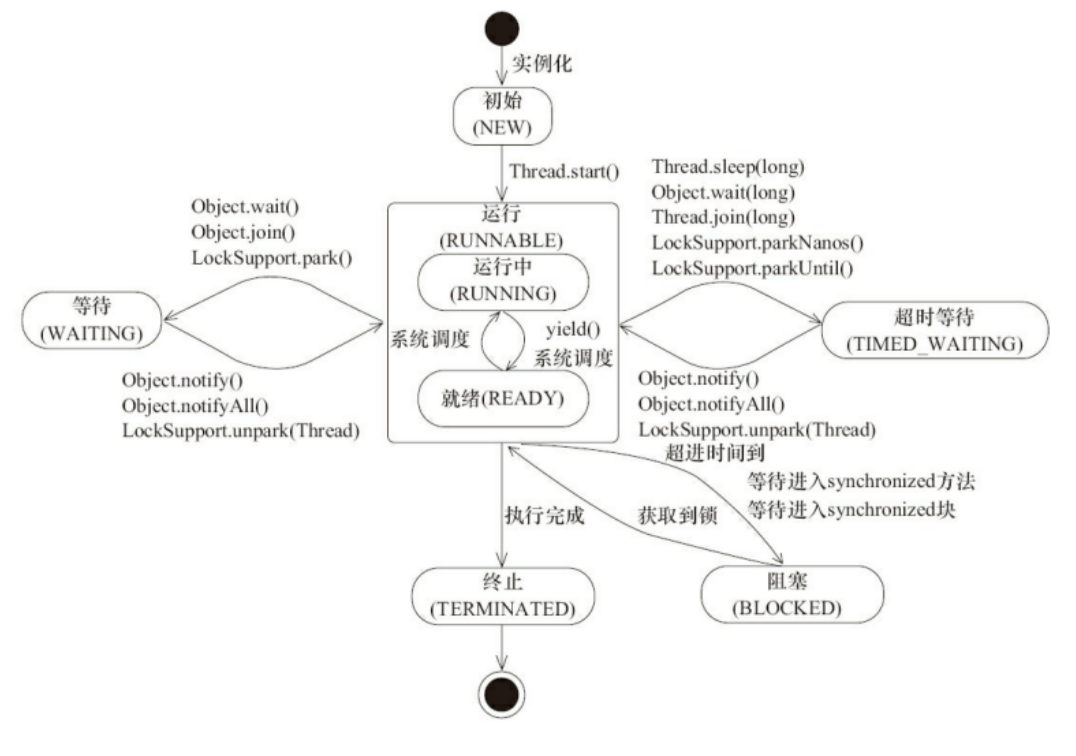 实例化
初始
(NEW)
Thread.start()
Object.wait()
Object.join()
LockSupport.park()
Thread.sleep(long)
Object.wait(long)
Thread.join(long)
LockSupport.parkNanos()
LockSupport.parkUntil()
运行
(RUNNABLE)
运行中
(RUNNING)
等待
(WAITING)
系统调度
yield()
系统调度
超时等待
(TIMED_WAITING)
就绪(READY)
Object.notify()
Object.notifyAll()
LockSupport.unpark(Thread)
Object.notify()
Object.notifyAll()
LockSupport.unpark(Thread)
超进时间到
等待进入synchronized方法
等待进入synchronized块
执行完成
获取到锁
终止
(TERMINATED)
阻塞
(BLOCKED)